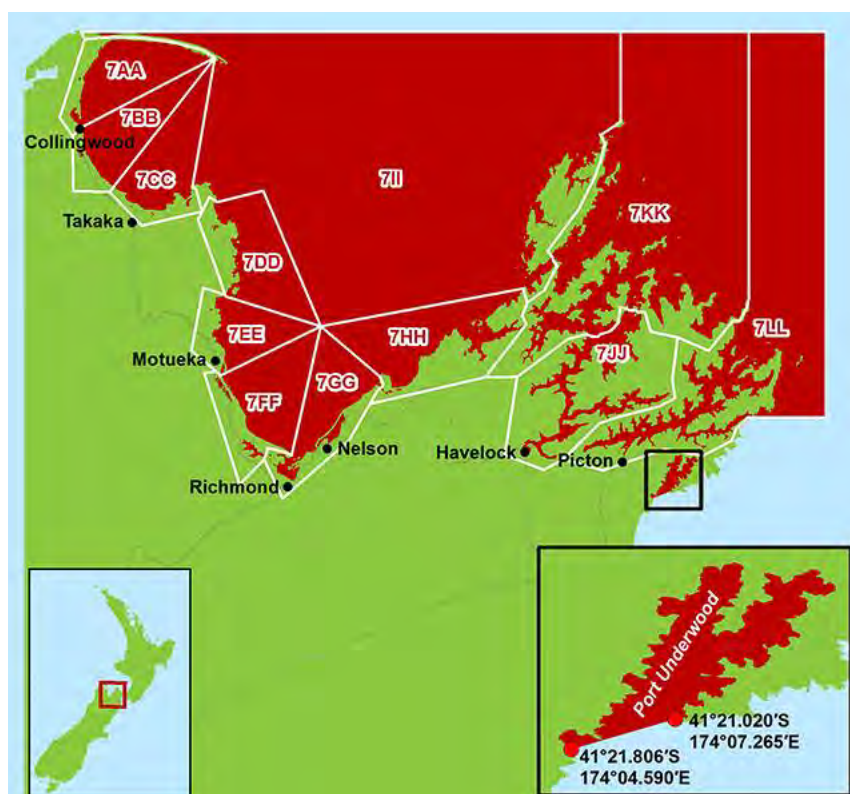 7AA
7BB
Collingwood
7CC
Takaka
7II
7KK
7DD
7EE
7HH
7LL
Motueka
7JJ
7GG
7FF
Nelson
Havelock
Picton
Richmond
Port Underwood
41°21.020'S
174°07.265'E
41°21.806'S
174°04.590'E